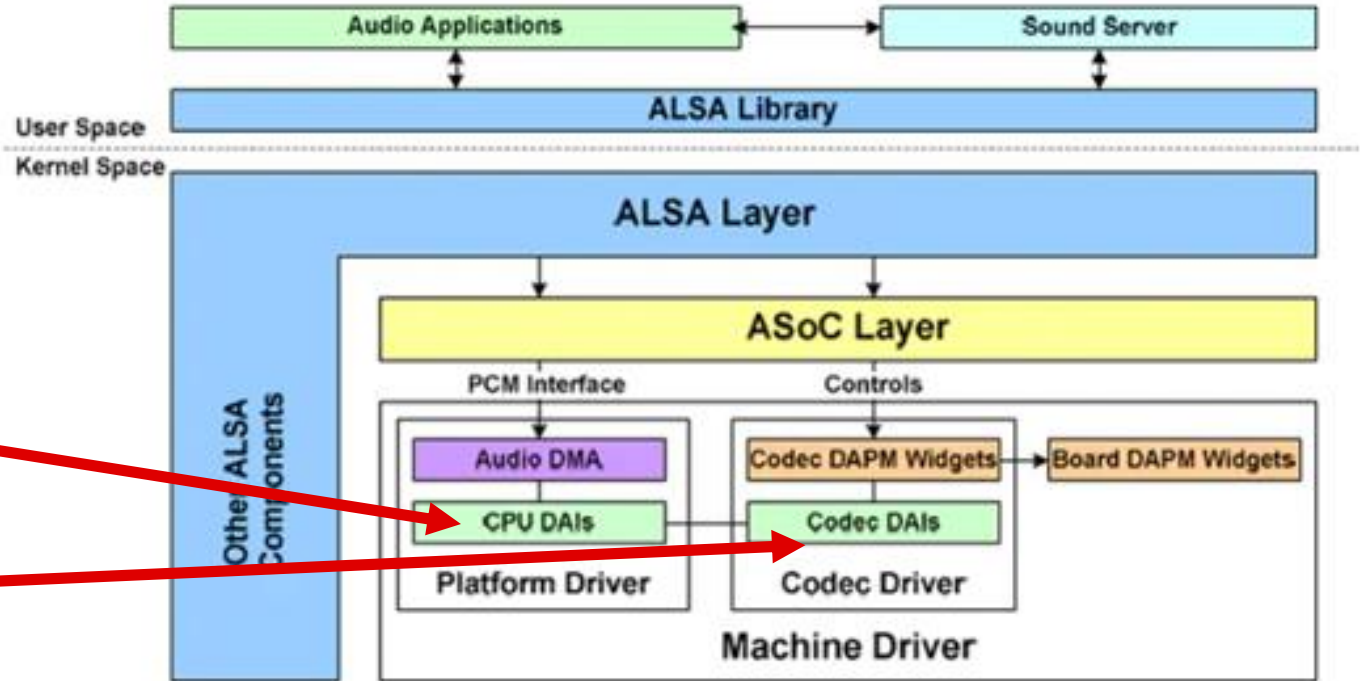 Audio Applications
Sound Server
ALSA Library
User Space
Kernel Space
ALSA Layer
ASoC Layer
PCM Interface
Controls
Other ALSA
Components
Audio DMA
Codec DAPM Widgets
Board DAPM Widgets
CPU DAIs
Codec DAIs
Platform Driver
Codec Driver
Machine Driver